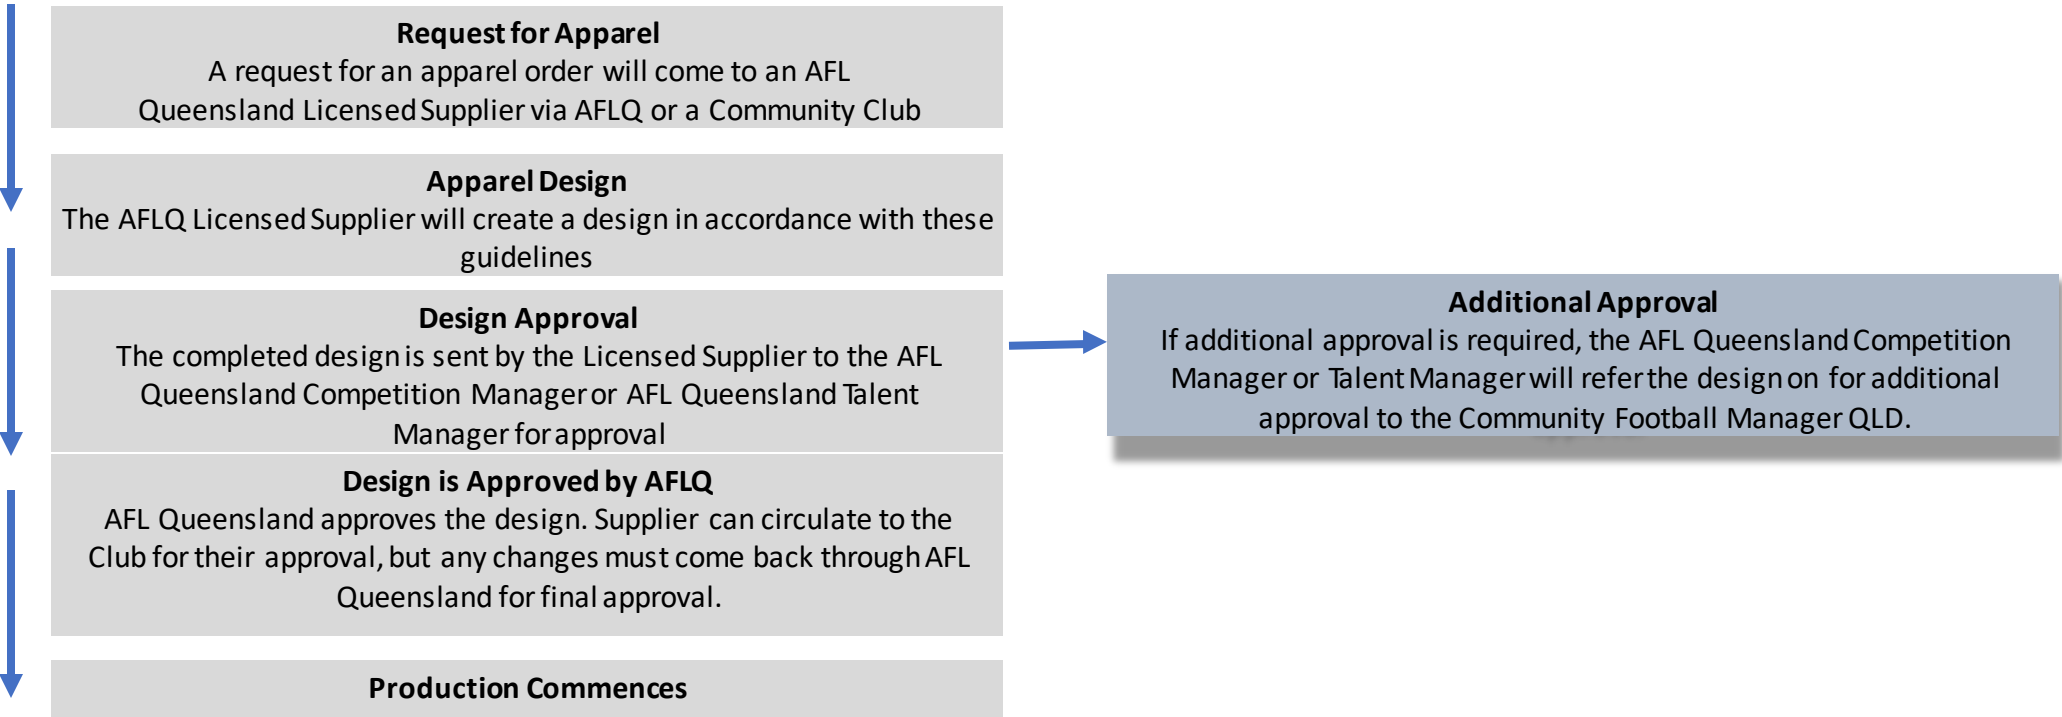 Request for Apparel
A request for an apparel order will come to an AFL
Queensland Licensed Supplier via AFLQ or a Community Club
Apparel Design
The AFLQ Licensed Supplier will create a design in accordance with these
guidelines
Design Approval
The completed design is sent by the Licensed Supplier to the AFL
Queensland Competition Manager or AFL Queensland Talent
Manager for approval
Additional Approval
If additional approval is required, the AFL Queensland Competition
Manager or Talent Manager will refer the design on for additional
approval to the Community Football Manager QLD.
Design is Approved by AFLQ
AFL Queensland approves the design. Supplier can circulate to the
Club for their approval, but any changes must come back through AFL
Queensland for final approval.
Production Commences